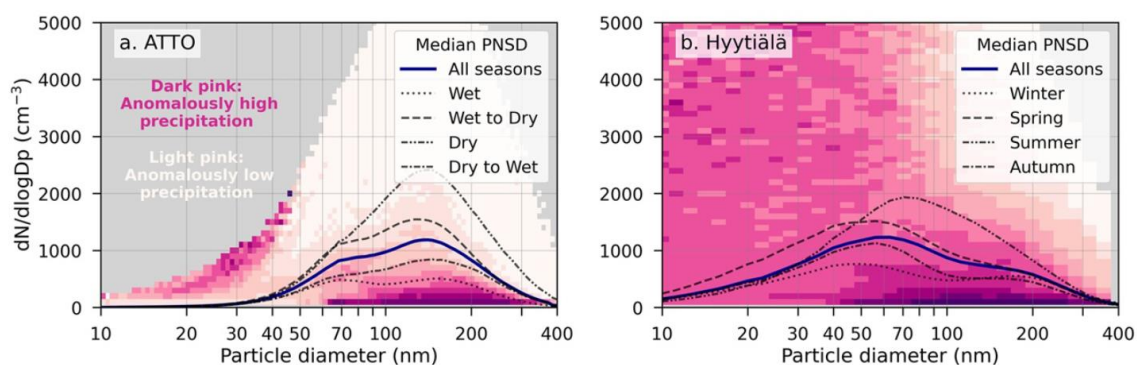 a. ATTO
Dark pink:
Anomalously high
precipitation
Light pink:
Anomalously low
precipitation
Median PNSD
All seasons
Wet
Wet to Dry
Dry
Dry to Wet
dN/dlogDp (cm⁻³)
5000
4000
3000
2000
1000
0
10 20 30 40 50 70 100 200 400
Particle diameter (nm)
b. Hyytiälä
Median PNSD
All seasons
Winter
Spring
Summer
Autumn
5000
4000
3000
2000
1000
0
10 20 30 40 50 70 100 200 400
Particle diameter (nm)